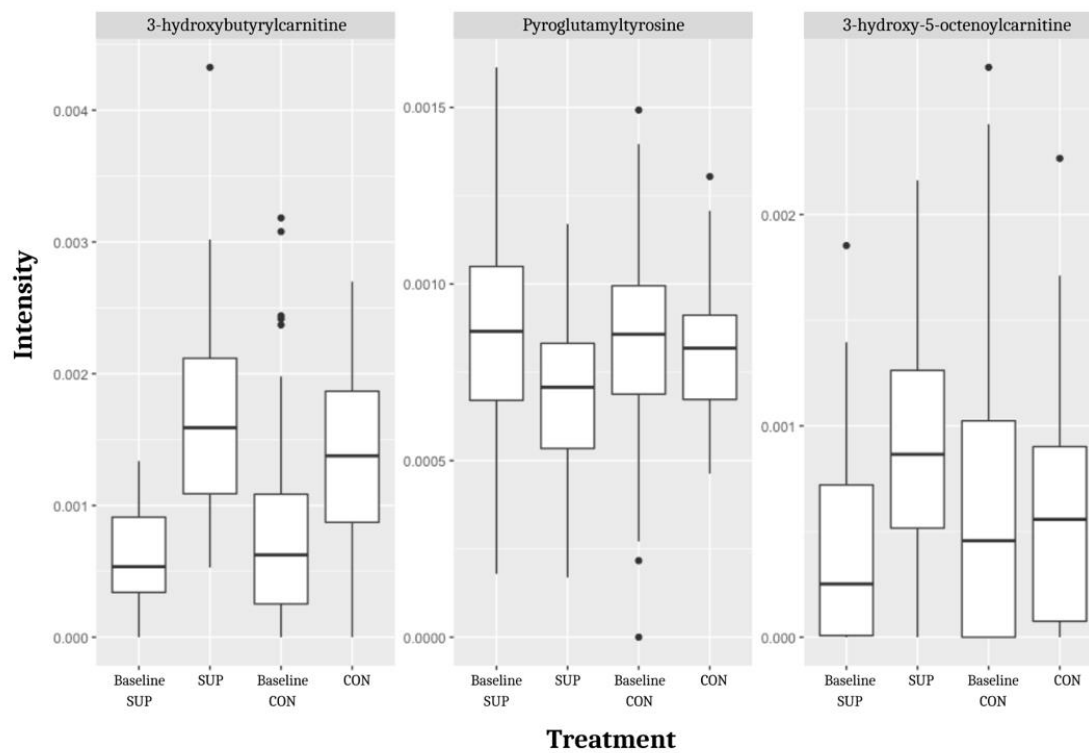 3-hydroxybutyrylcarnitine
Pyroglutamyltyrosine
3-hydroxy-5-octenoylcarnitine
Intensity
0.004
0.003
0.002
0.001
0.000
0.0015
0.0010
0.0005
0.0000
0.002
0.001
0.000
Baseline SUP
SUP
Baseline CON
CON
Baseline SUP
SUP
Baseline CON
CON
Baseline SUP
SUP
Baseline CON
CON
Treatment